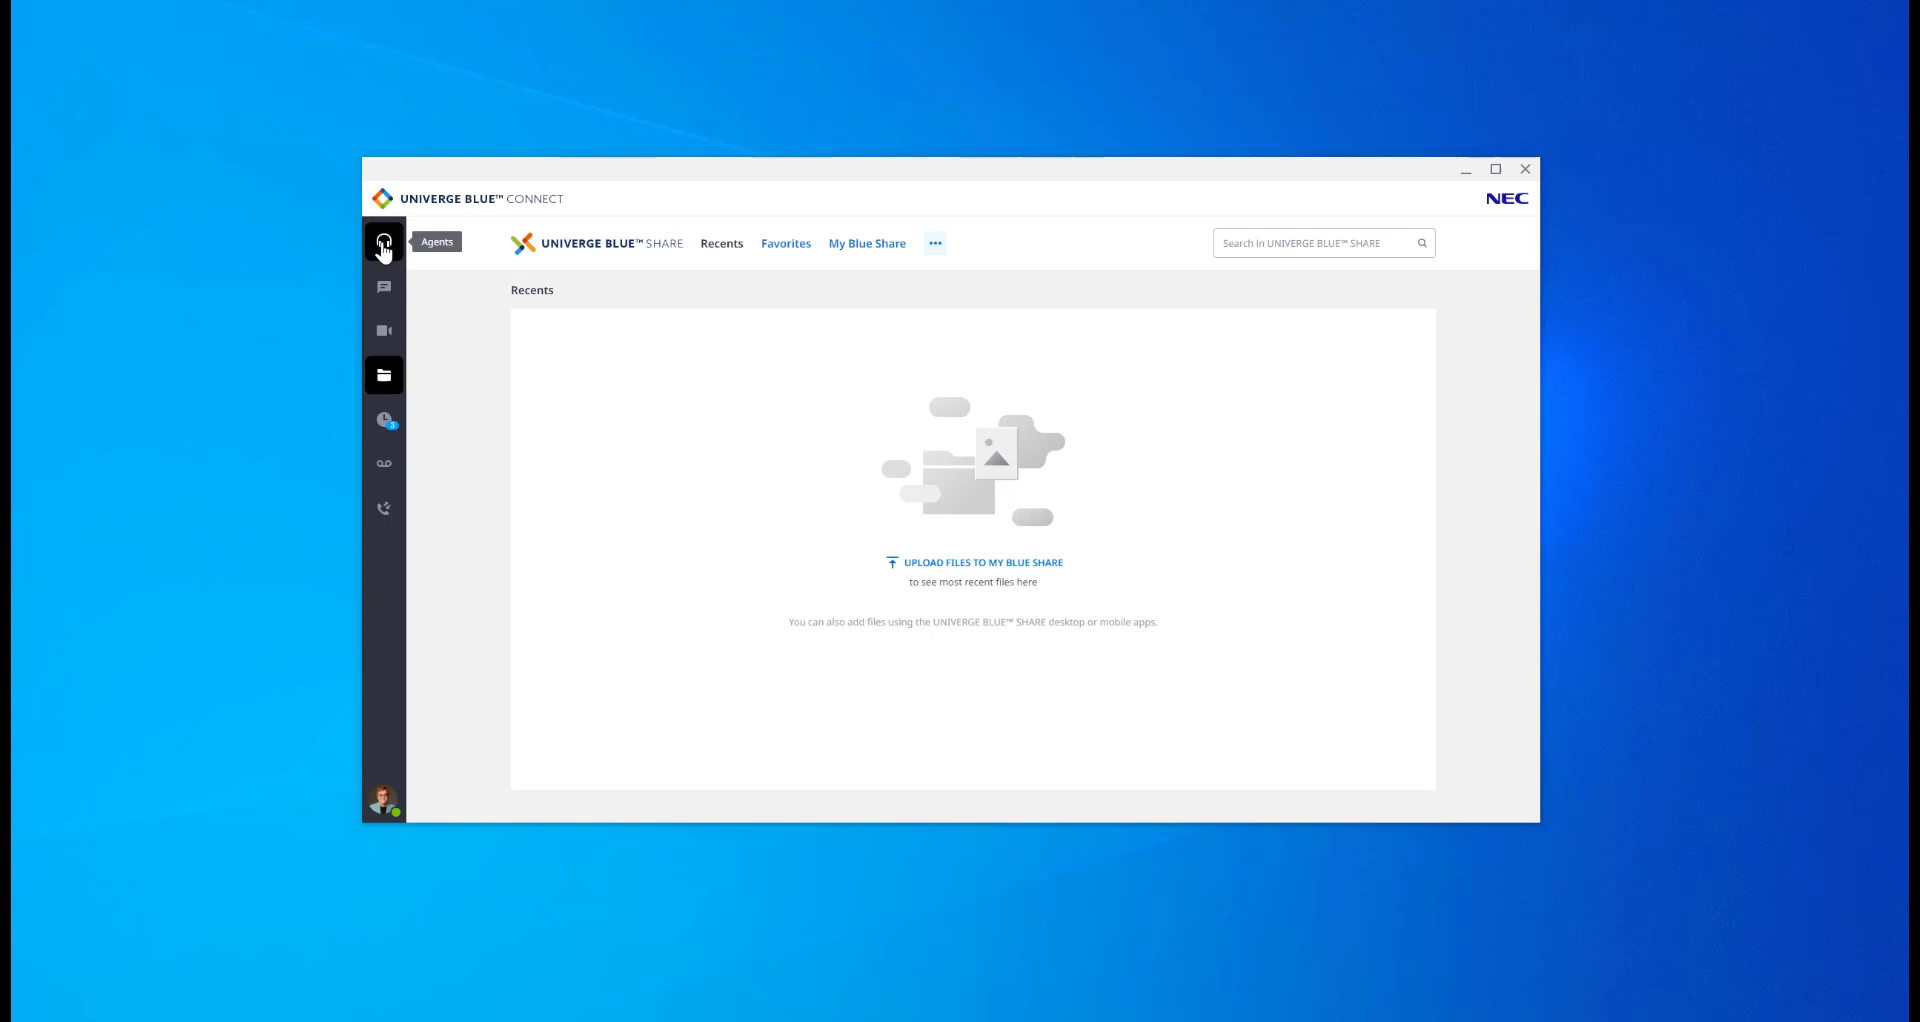 UNIVERGE BLUE™ CONNECT
NEC
Agents
UNIVERGE BLUE™ SHARE
Recents
Favorites
My Blue Share
Search in UNIVERGE BLUE™ SHARE
Recents
3
UPLOAD FILES TO MY BLUE SHARE
to see most recent files here
You can also add files using the UNIVERGE BLUE™ SHARE desktop or mobile apps.